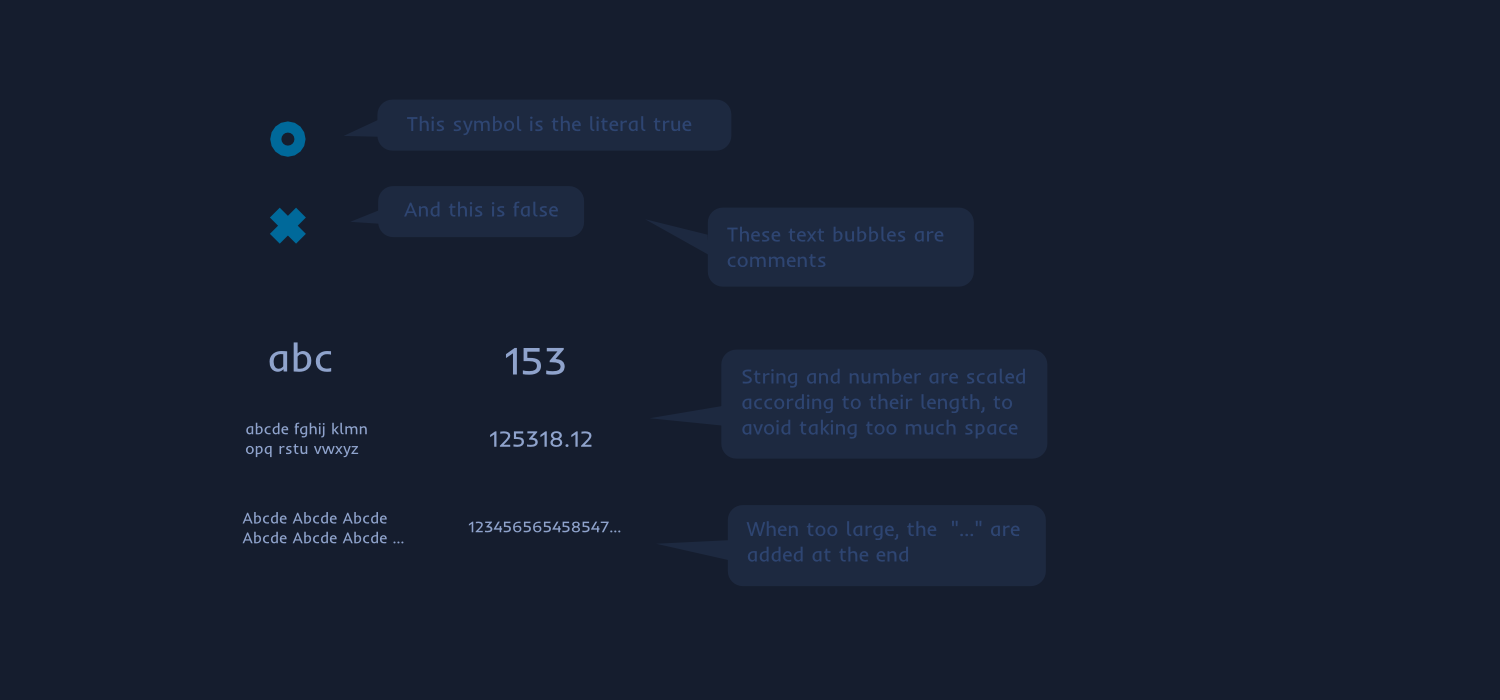 This symbol is the literal true
And this is false
These text bubbles are
comments
abc
153
String and number are scaled
according to their length, to
avoid taking too much space
abcde fghij klmn
opq rstu vwxyz
125318.12
Abcde Abcde Abcde
Abcde Abcde Abcde ...
123456565458547...
When too large, the  "..." are
added at the end